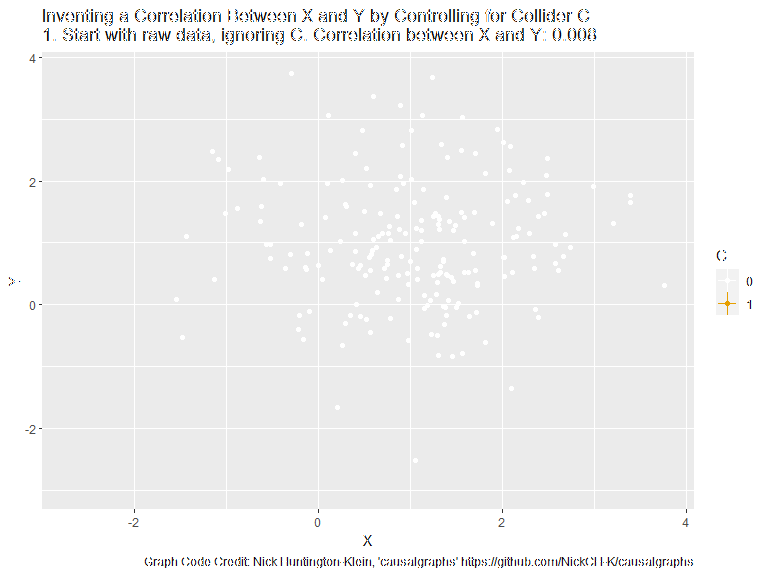 Inventing a Correlation Between X and Y by Controlling for Collider C
1. Start with raw data, ignoring C. Correlation between X and Y: 0.006
4
2
0
-2
Y
-2
0
2
4
X
C
0
1
Graph Code Credit: Nick Huntington-Klein, 'causalgraphs' https://github.com/NickCH-K/causalgraphs